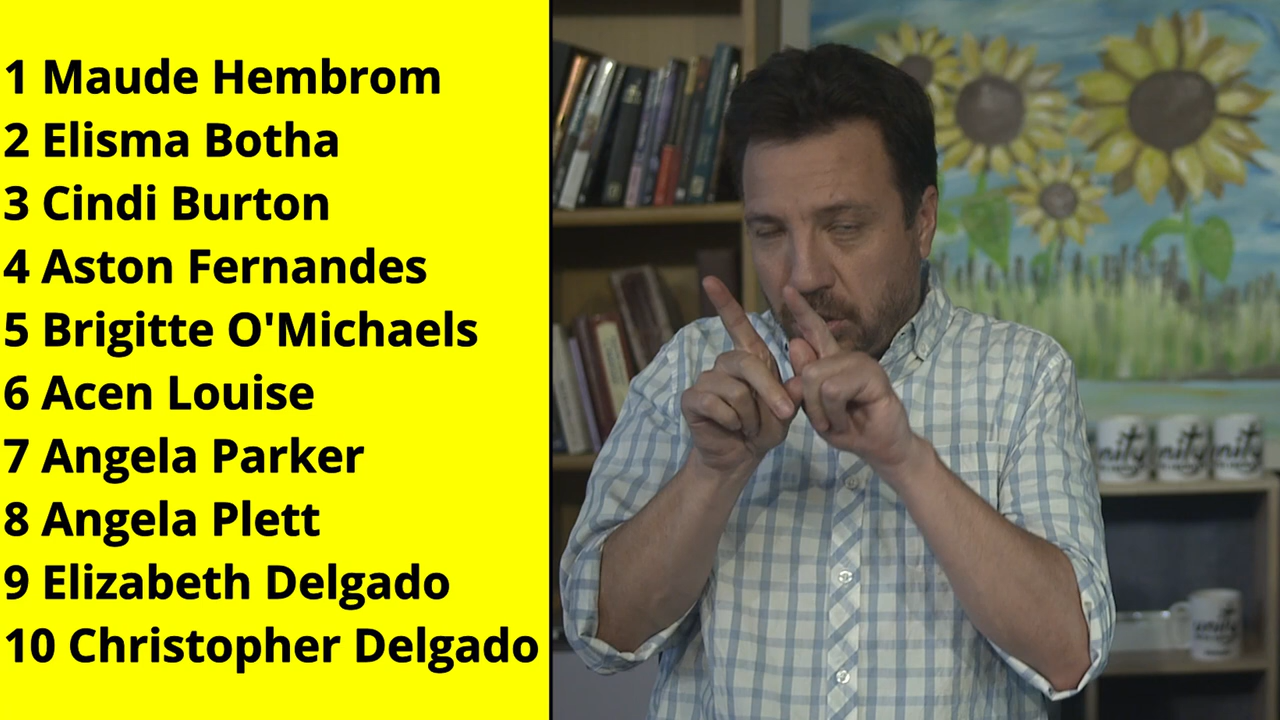 1 Maude Hembrom
2 Elisma Botha
3 Cindi Burton
4 Aston Fernandes
5 Brigitte O'Michaels
6 Acen Louise
7 Angela Parker
8 Angela Plett
9 Elizabeth Delgado
10 Christopher Delgado
unity